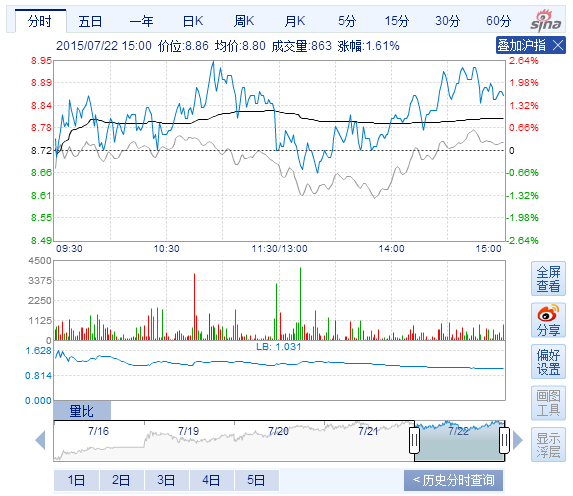 分时 五日 一年 日K 周K 月K 5分 15分 30分 60分
sina
2015/07/22 15:00 价位:8.86 均价:8.80 成交量:863 涨幅:1.61%
叠加沪指
8.95 2.64%
8.89 1.98%
8.84 1.32%
8.78 0.66%
8.72 0
8.66 -0.66%
8.61 -1.32%
8.55 -1.98%
8.49 -2.64%
09:30 10:30 11:30/13:00 14:00 15:00
4500
3375
2250
1125
0
LB: 1.031
1.628
0.814
0.000
全屏
查看
分享
偏好
设置
画图
工具
显示
浮层
量比
7/16 7/19 7/20 7/21 7/22
1日 2日 3日 4日 5日
<历史分时查询